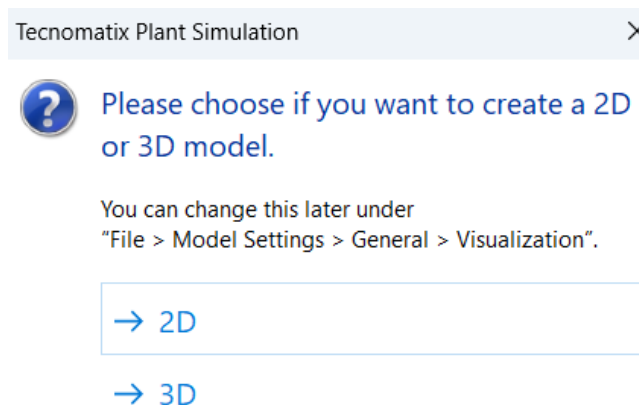 Tecnomatix Plant Simulation
Please choose if you want to create a 2D
or 3D model.
You can change this later under
“File > Model Settings > General > Visualization”.
→ 2D
→ 3D